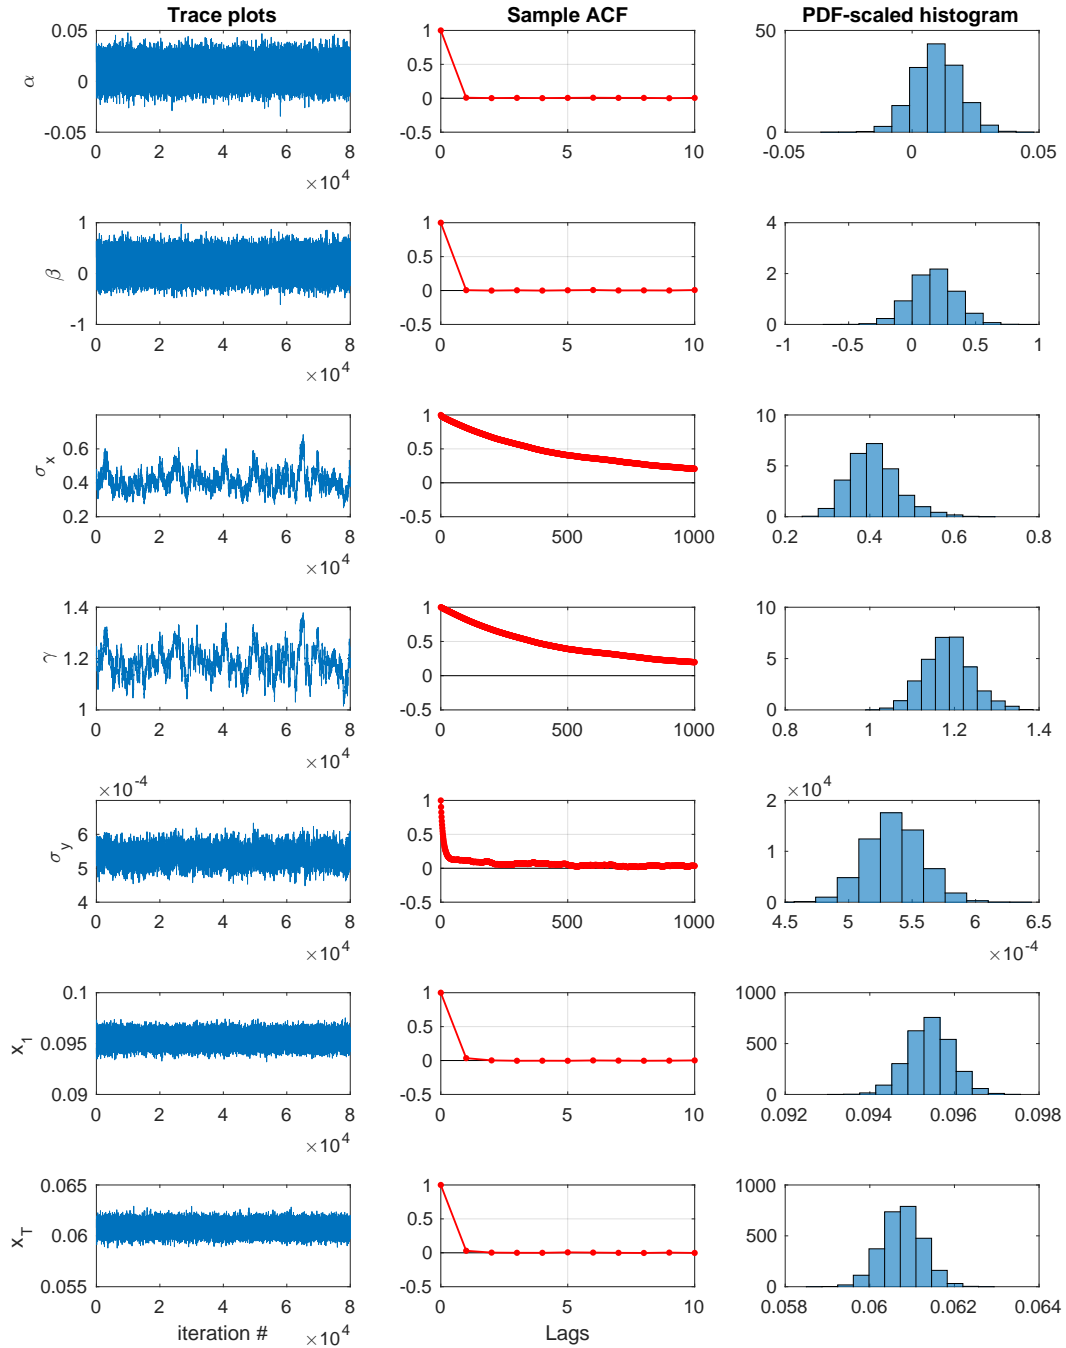 Trace plots Sample ACF PDF-scaled histogram
0.05 1 50
α 0 0.5
-0.05 0
-0.5 0
0 2 4 6 8 0 5 10 -0.05 0 0.05
×10^4
1 1 4
β 0 0.5 2
-1 0
-0.5 0
0 2 4 6 8 0 5 10 -1 -0.5 0 0.5 1
×10^4
0.6 1 10
σ_x 0.4 0.5 5
0.2 0
-0.5 0
0 2 4 6 8 0 500 1000 0.2 0.4 0.6 0.8
×10^4
1.4 1 10
γ 1.2 0.5 5
1 0
-0.5 0
0 2 4 6 8 0 500 1000 0.8 1 1.2 1.4
×10^4
×10^-4 ×10^4
6 1 2
σ_y 5 0.5 1
4 0
-0.5 0
0 2 4 6 8 0 500 1000 4.5 5 5.5 6 6.5
×10^4 ×10^-4
0.1 1 1000
x_1 0.095 0.5 500
0.09 0
-0.5 0
0 2 4 6 8 0 5 10 0.092 0.094 0.096 0.098
×10^4
0.065 1 1000
x_T 0.06 0.5 500
0.055 0
-0.5 0
0 2 4 6 8 0 5 10 0.058 0.06 0.062 0.064
iteration # ×10^4 Lags